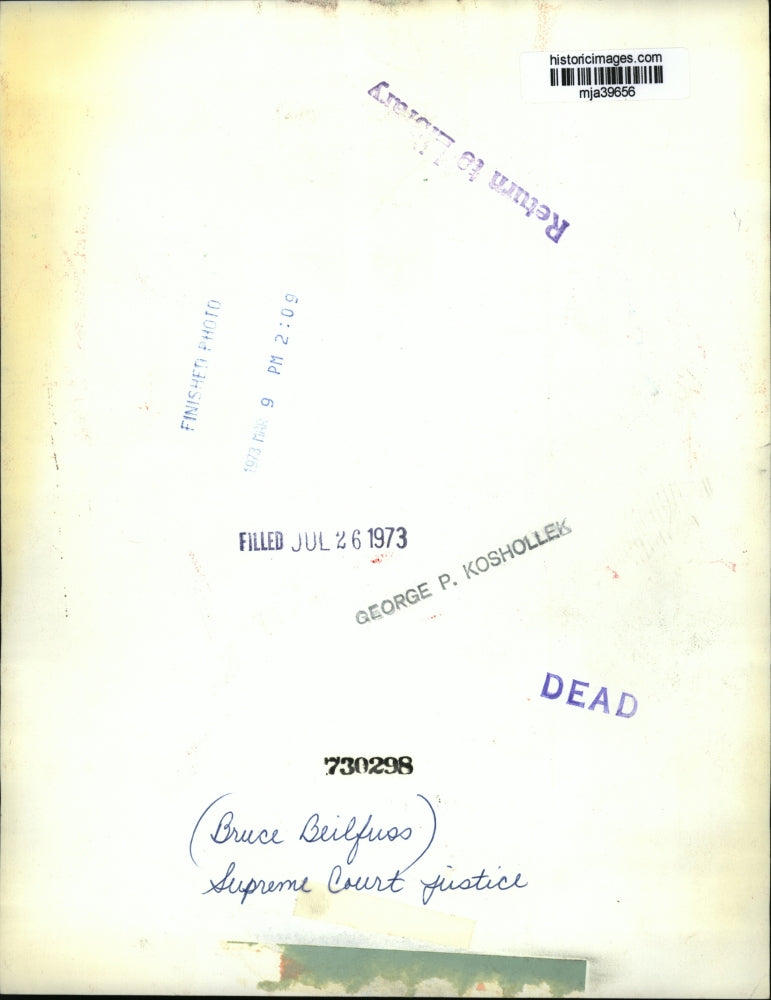 historicimages.com
mja39656
Return to Library
FINISHED PHOTO
1973 MAR 9 PM 2:09
FILLED JUL 26 1973
GEORGE P. KOSHOLLEK
DEAD
730298
(Bruce Beilfuss)
Supreme Court justice